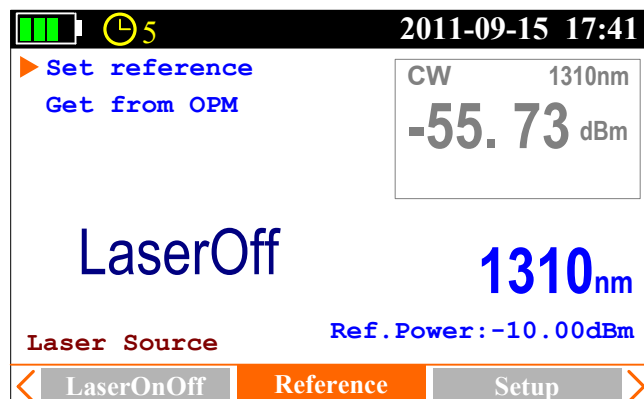 5 2011-09-15 17:41
Set reference
Get from OPM
CW 1310nm
-55. 73 dBm
LaserOff
1310nm
Ref.Power:-10.00dBm
Laser Source
LaserOnOff Reference Setup